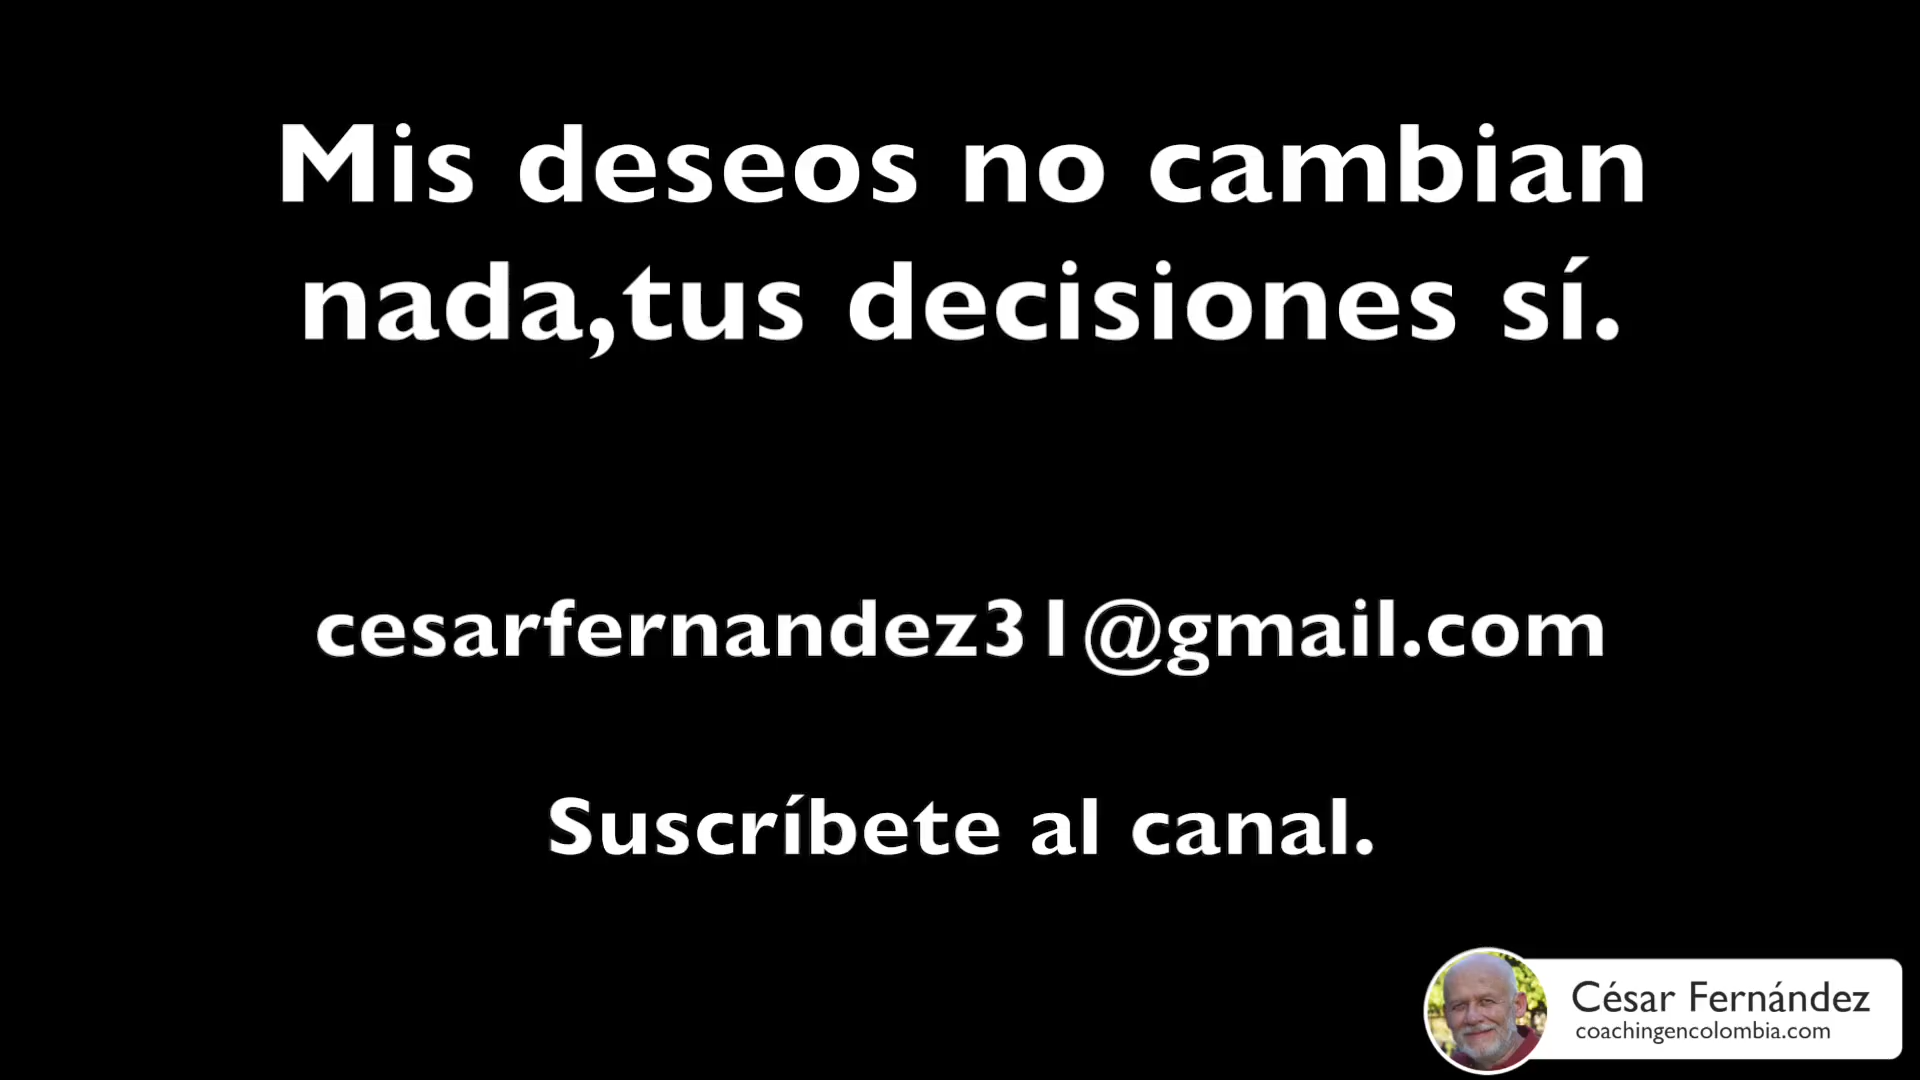 Mis deseos no cambian
nada,tus decisiones sí.
cesarfernandez31@gmail.com
Suscríbete al canal.
César Fernández
coachingencolombia.com